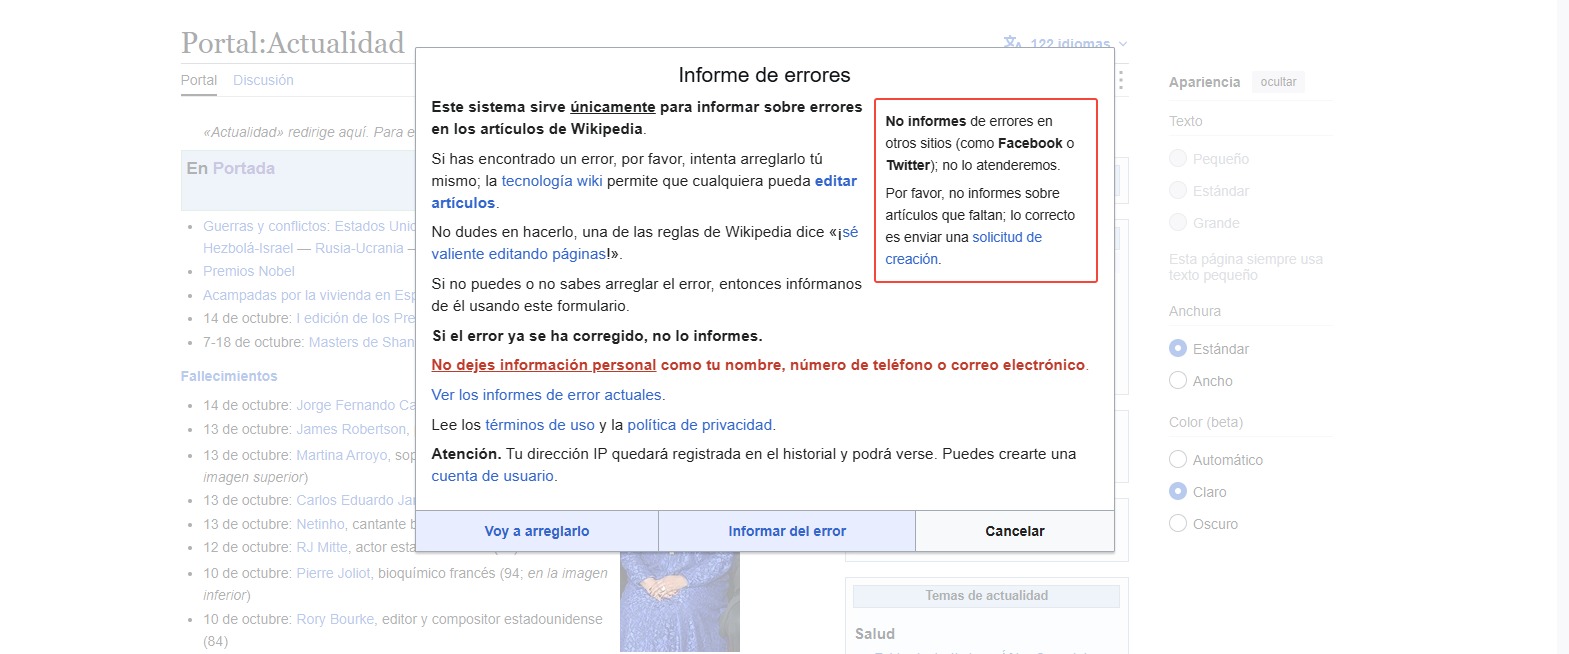 Portal:Actualidad
122 idiomas
Portal
Discusión
«Actualidad» redirige aquí. Para e
En Portada
Guerras y conflictos: Estados Unic
Hezbolá-Israel — Rusia-Ucrania –
Premios Nobel
Acampadas por la vivienda en Esp
14 de octubre: I edición de los Pre
7-18 de octubre: Masters de Shan
Fallecimientos
14 de octubre: Jorge Fernando Ca
13 de octubre: James Robertson,
13 de octubre: Martina Arroyo, sop
imagen superior)
13 de octubre: Carlos Eduardo Jar
13 de octubre: Netinho, cantante b
12 de octubre: RJ Mitte, actor esta
10 de octubre: Pierre Joliot, bioquímico francés (94; en la imagen
inferior)
10 de octubre: Rory Bourke, editor y compositor estadounidense
(84)
Informe de errores
Este sistema sirve únicamente para informar sobre errores
en los artículos de Wikipedia.
Si has encontrado un error, por favor, intenta arreglarlo tú
mismo; la tecnología wiki permite que cualquiera pueda editar
artículos.
No dudes en hacerlo, una de las reglas de Wikipedia dice «¡sé
valiente editando páginas!».
Si no puedes o no sabes arreglar el error, entonces infórmanos
de él usando este formulario.
Si el error ya se ha corregido, no lo informes.
No dejes información personal como tu nombre, número de teléfono o correo electrónico.
Ver los informes de error actuales.
Lee los términos de uso y la política de privacidad.
Atención. Tu dirección IP quedará registrada en el historial y podrá verse. Puedes crearte una
cuenta de usuario.
No informes de errores en
otros sitios (como Facebook o
Twitter); no lo atenderemos.
Por favor, no informes sobre
artículos que faltan; lo correcto
es enviar una solicitud de
creación.
Voy a arreglarlo
Informar del error
Cancelar
Temas de actualidad
Salud
Apariencia
ocultar
Texto
Pequeño
Estándar
Grande
Esta página siempre usa
texto pequeño
Anchura
Estándar
Ancho
Color (beta)
Automático
Claro
Oscuro